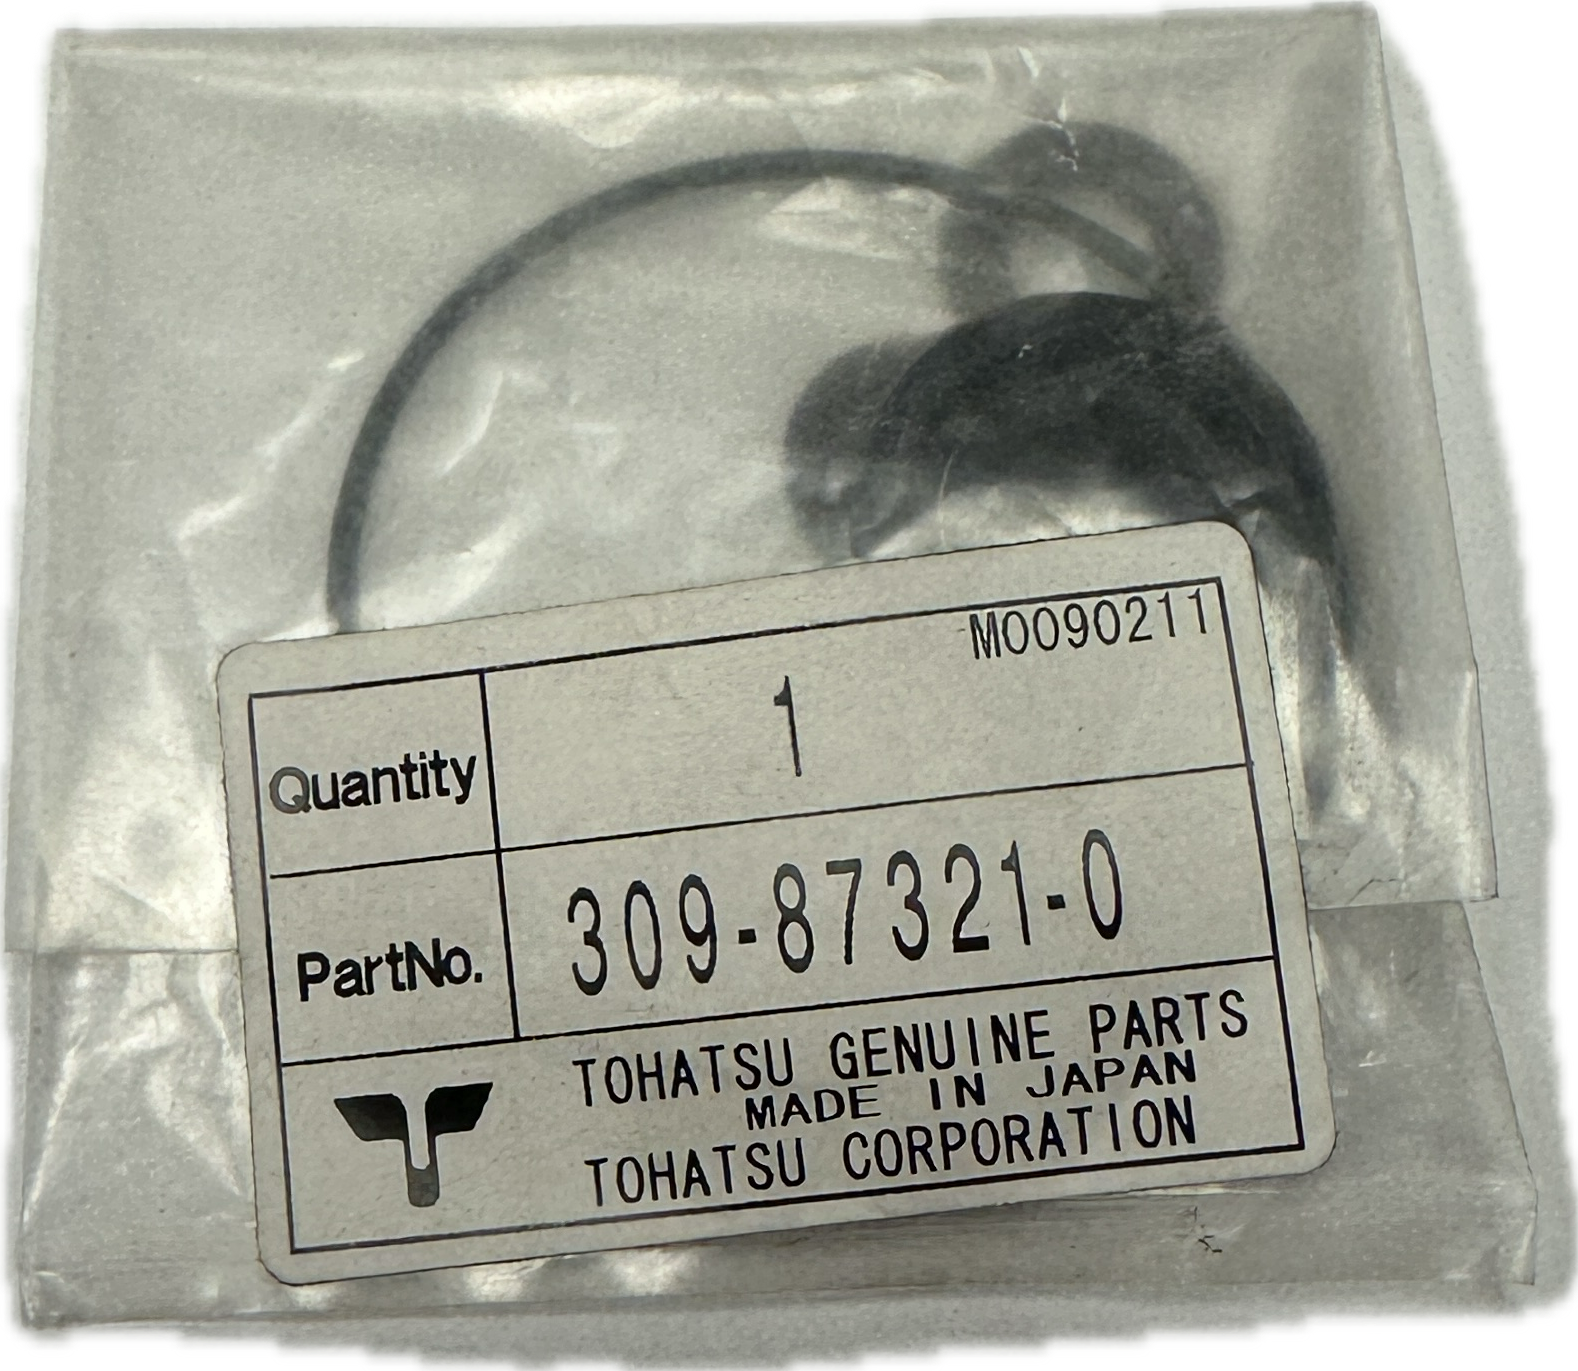 M0090211
Quantity 1
PartNo. 309-87321-0
TOHATSU GENUINE PARTS
MADE IN JAPAN
TOHATSU CORPORATION